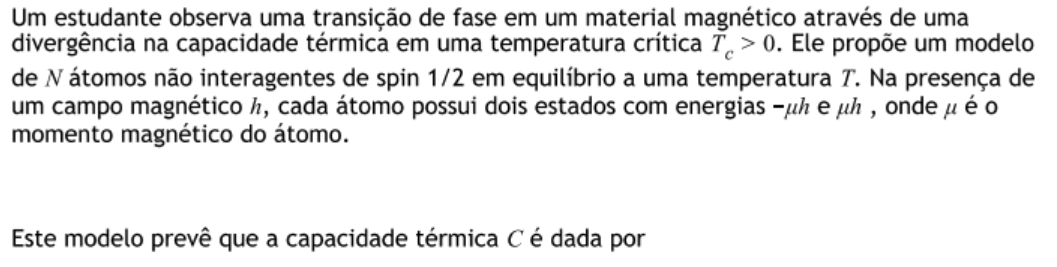 Um estudante observa uma transição de fase em um material magnético através de uma
divergência na capacidade térmica em uma temperatura crítica T_c > 0. Ele propõe um modelo
de N átomos não interagentes de spin 1/2 em equilíbrio a uma temperatura T. Na presença de
um campo magnético h, cada átomo possui dois estados com energias −μh e μh , onde μ é o
momento magnético do átomo.
Este modelo prevê que a capacidade térmica C é dada por